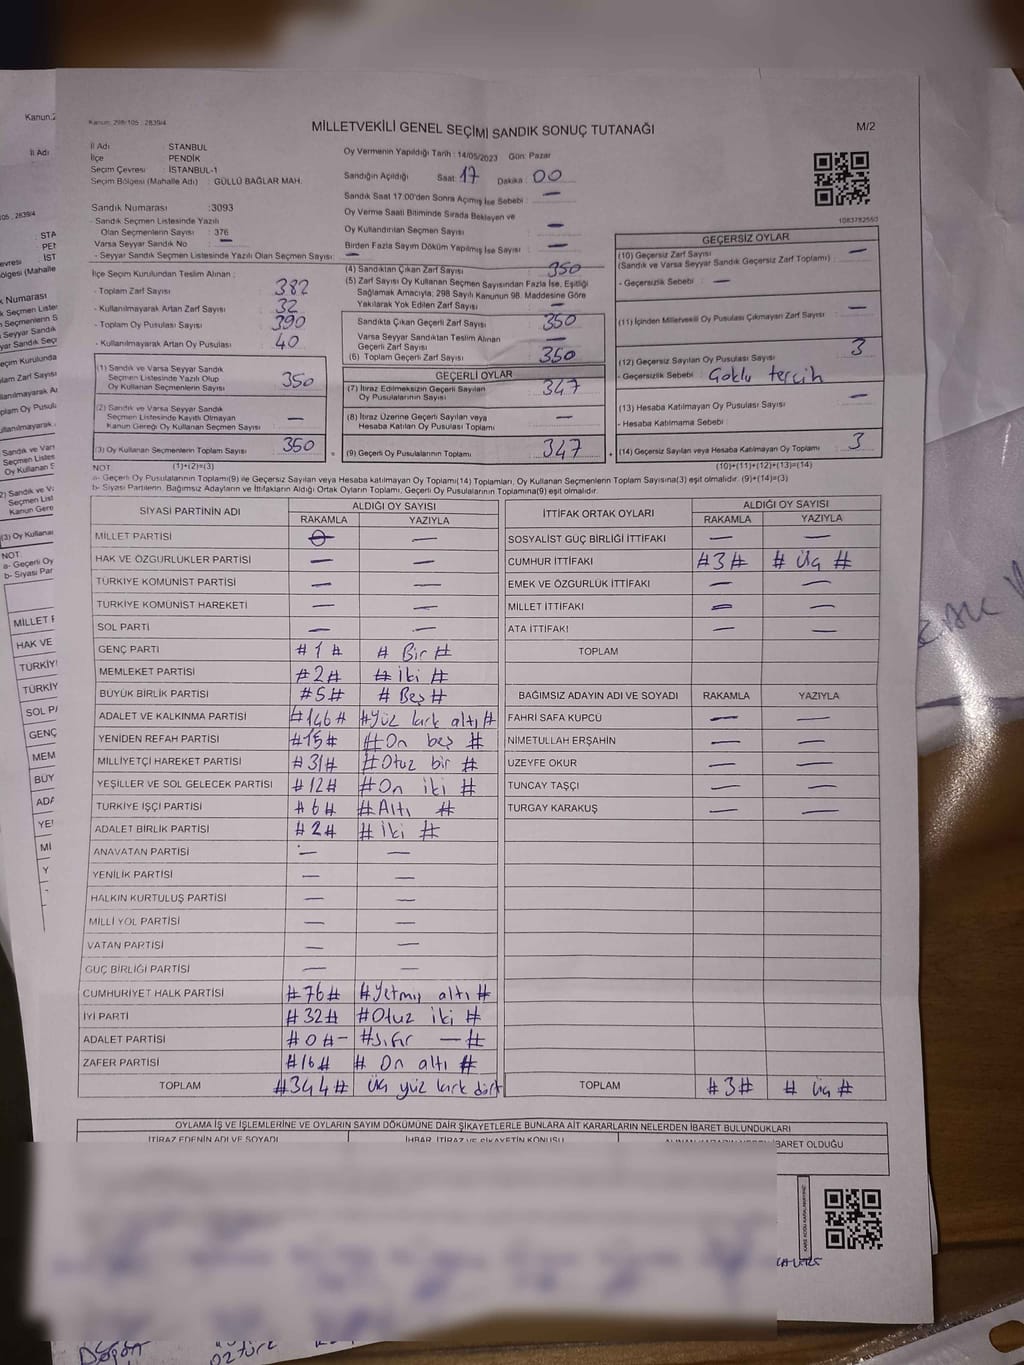 Kanun: 298/105 ; 2839/4
MİLLETVEKİLİ GENEL SEÇİMİ SANDIK SONUÇ TUTANAĞI
M/2
İl Adı STANBUL
İlçe PENDİK
Seçim Çevresi : İSTANBUL-1
Seçim Bölgesi (Mahalle Adı) : GÜLLÜ BAĞLAR MAH.
Oy Vermenin Yapıldığı Tarih : 14/05/2023 Gün: Pazar
Sandığın Açıldığı Saat: 17 Dakika : 00
Sandık Saat 17:00'den Sonra Açımış İse Sebebi : —
Oy Verme Saati Bitiminde Sırada Bekleyen ve
Oy Kullandırılan Seçmen Sayısı : —
Birden Fazla Sayım Döküm Yapılmış İse Sayısı : —
1083782550
Sandık Numarası :3093
- Sandık Seçmen Listesinde Yazılı
Olan Seçmenlerin Sayısı : 376
Varsa Seyyar Sandık No —
- Seyyar Sandık Seçmen Listesinde Yazılı Olan Seçmen Sayısı: —
İlçe Seçim Kurulundan Teslim Alınan :
- Toplam Zarf Sayısı 382
- Kullanılmayarak Artan Zarf Sayısı 32
- Toplam Oy Pusulası Sayısı 390
- Kullanılmayarak Artan Oy Pusulası 40
(1) Sandık ve Varsa Seyyar Sandık
Seçmen Listesinde Yazılı Olup
Oy Kullanan Seçmenlerin Sayısı 350
(2) Sandık ve Varsa Seyyar Sandık
Seçmen Listesinde Kayıtlı Olmayan
Kanun Gereği Oy Kullanan Seçmen Sayısı —
(3) Oy Kullanan Seçmenlerin Toplam Sayısı 350
(4) Sandıktan Çıkan Zarf Sayısı 350
(5) Zarf Sayısı Oy Kullanan Seçmen Sayısından Fazla İse, Eşitliği
Sağlamak Amacıyla; 298 Sayılı Kanunun 98. Maddesine Göre
Yakılarak Yok Edilen Zarf Sayısı : —
Sandıkta Çıkan Geçerli Zarf Sayısı 350
Varsa Seyyar Sandıktan Teslim Alınan
Geçerli Zarf Sayısı —
(6) Toplam Geçerli Zarf Sayısı 350
GEÇERLİ OYLAR
(7) İtiraz Edilmeksizin Geçerli Sayılan
Oy Pusulalarının Sayısı 347
(8) İtiraz Üzerine Geçerli Sayılan veya
Hesaba Katılan Oy Pusulası Toplamı —
= (9) Geçerli Oy Pusulalarının Toplamı 347
GEÇERSİZ OYLAR
(10) Geçersiz Zarf Sayısı —
(Sandık ve Varsa Seyyar Sandık Geçersiz Zarf Toplamı)
- Geçersizlik Sebebi : —
(11) İçinden Milletvekili Oy Pusulası Çıkmayan Zarf Sayısı —
(12) Geçersiz Sayılan Oy Pusulası Sayısı 3
- Geçersizlik Sebebi : Çoklu tercih
(13) Hesaba Katılmayan Oy Pusulası Sayısı —
- Hesaba Katılmama Sebebi
+ (14) Geçersiz Sayılan veya Hesaba Katılmayan Oy Toplamı 3
NOT (1)+(2)=(3) (10)+(11)+(12)+(13)=(14)
a- Geçerli Oy Pusulalarının Toplamı(9) ile Geçersiz Sayılan veya Hesaba katılmayan Oy Toplamı(14) Toplamları, Oy Kullanan Seçmenlerin Toplam Sayısına(3) eşit olmalıdır. (9)+(14)=(3)
b- Siyasi Partilerin, Bağımsız Adayların ve İttifakların Aldığı Ortak Oyların Toplamı, Geçerli Oy Pusulalarının Toplamına(9) eşit olmalıdır.
SİYASİ PARTİNİN ADI ALDIĞI OY SAYISI
RAKAMLA YAZIYLA
MİLLET PARTİSİ —
HAK VE ÖZGÜRLÜKLER PARTİSİ — —
TÜRKİYE KOMÜNİST PARTİSİ — —
TÜRKİYE KOMÜNİST HAREKETİ — —
SOL PARTİ — —
GENÇ PARTİ #1# # Bir #
MEMLEKET PARTİSİ #2# # iki #
BÜYÜK BİRLİK PARTİSİ #5# # Beş #
ADALET VE KALKINMA PARTİSİ #146# #Yüz kırk altı #
YENİDEN REFAH PARTİSİ #15# #On beş #
MİLLİYETÇİ HAREKET PARTİSİ #31# #Otuz bir #
YEŞİLLER VE SOL GELECEK PARTİSİ #12# #On iki #
TÜRKİYE İŞÇİ PARTİSİ #6# #Altı #
ADALET BİRLİK PARTİSİ #2# # iki #
ANAVATAN PARTİSİ — —
YENİLİK PARTİSİ — —
HALKIN KURTULUŞ PARTİSİ — —
MİLLİ YOL PARTİSİ — —
VATAN PARTİSİ — —
GÜÇ BİRLİĞİ PARTİSİ — —
CUMHURİYET HALK PARTİSİ #76# #Yetmiş altı #
İYİ PARTİ #32# #Otuz iki #
ADALET PARTİSİ #0#- #Sıfır — #
ZAFER PARTİSİ #16# # On altı #
TOPLAM #344# Üç yüz kırk dört
İTTİFAK ORTAK OYLARI ALDIĞI OY SAYISI
RAKAMLA YAZIYLA
SOSYALİST GÜÇ BİRLİĞİ İTTİFAKI — —
CUMHUR İTTİFAKI #3# # Üç #
EMEK VE ÖZGÜRLÜK İTTİFAKI — —
MİLLET İTTİFAKI — —
ATA İTTİFAKI — —
TOPLAM
BAĞIMSIZ ADAYIN ADI VE SOYADI RAKAMLA YAZIYLA
FAHRİ SAFA KÜPCÜ — —
NİMETULLAH ERŞAHİN — —
ÜZEYFE OKUR — —
TUNCAY TAŞÇI — —
TURGAY KARAKUŞ — —
TOPLAM #3# # Üç #
OYLAMA İŞ VE İŞLEMLERİNE VE OYLARIN SAYIM DÖKÜMÜNE DAİR ŞİKAYETLERLE BUNLARA AİT KARARLARIN NELERDEN İBARET BULUNDUKLARI
İTİRAZ EDENİN ADI VE SOYADI İHBAR, İTİRAZ VE ŞİKAYETİN KONUSU İBARET OLDUĞU